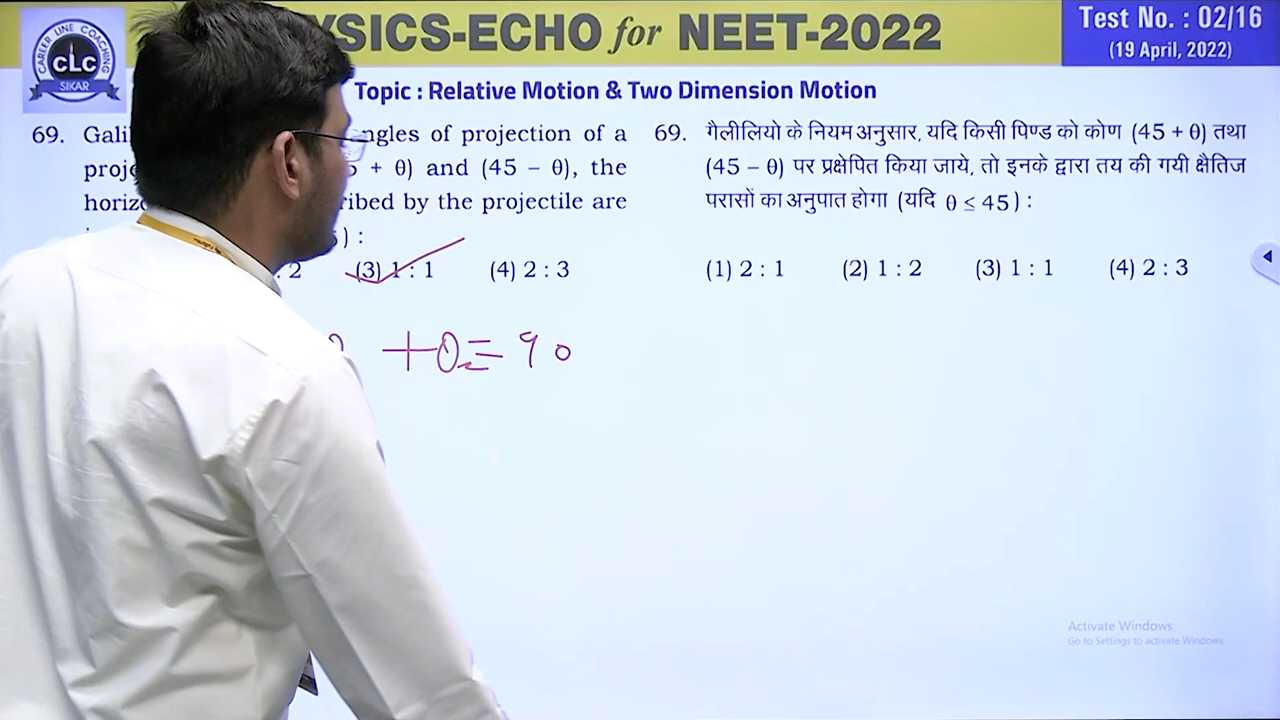 CAREER LINE COACHING
CLC
SIKAR
YSICS-ECHO for NEET-2022
Test No. : 02/16
(19 April, 2022)
Topic : Relative Motion & Two Dimension Motion
69. Gali ngles of projection of a
proj + θ) and (45 − θ), the
horiz ribed by the projectile are
) :
: 2 (3) 1 : 1 (4) 2 : 3
+θ₂= 90
69. गैलीलियो के नियम अनुसार, यदि किसी पिण्ड को कोण (45 + θ) तथा
(45 − θ) पर प्रक्षेपित किया जाये, तो इनके द्वारा तय की गयी क्षैतिज
परासों का अनुपात होगा (यदि θ ≤ 45) :
(1) 2 : 1 (2) 1 : 2 (3) 1 : 1 (4) 2 : 3
Activate Windows
Go to Settings to activate Windows.